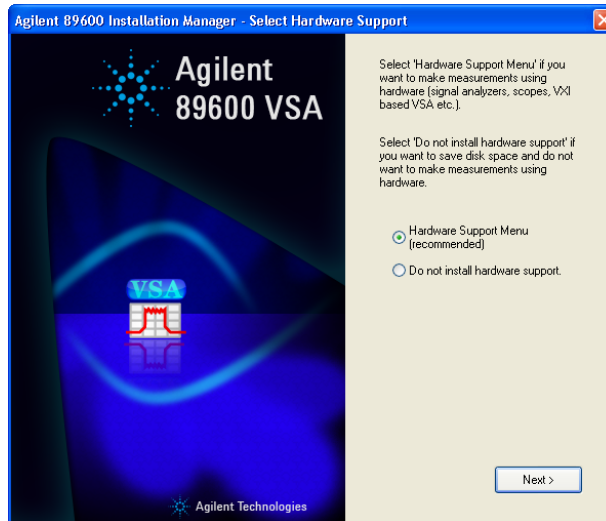 Agilent 89600 Installation Manager - Select Hardware Support
Agilent
89600 VSA
VSA
Agilent Technologies
Select 'Hardware Support Menu' if you
want to make measurements using
hardware (signal analyzers, scopes, VXI
based VSA etc.).
Select 'Do not install hardware support' if
you want to save disk space and do not
want to make measurements using
hardware.
Hardware Support Menu
(recommended)
Do not install hardware support.
Next >